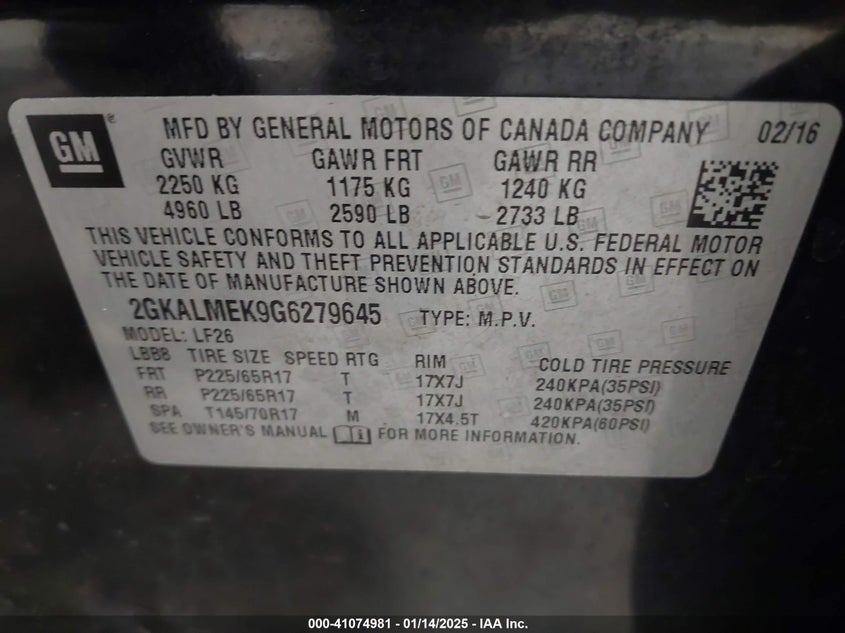 GM ® MFD BY GENERAL MOTORS OF CANADA COMPANY 02/16
GVWR GAWR FRT GAWR RR
2250 KG 1175 KG 1240 KG
4960 LB 2590 LB 2733 LB
THIS VEHICLE CONFORMS TO ALL APPLICABLE U.S. FEDERAL MOTOR
VEHICLE SAFETY AND THEFT PREVENTION STANDARDS IN EFFECT ON
THE DATE OF MANUFACTURE SHOWN ABOVE.
2GKALMEK9G6279645 TYPE: M.P.V.
MODEL: LF26
LBBB TIRE SIZE SPEED RTG RIM COLD TIRE PRESSURE
FRT P225/65R17 T 17X7J 240KPA(35PSI)
RR P225/65R17 T 17X7J 240KPA(35PSI)
SPA T145/70R17 M 17X4.5T 420KPA(60PSI)
SEE OWNER'S MANUAL FOR MORE INFORMATION.
000-41074981 - 01/14/2025 - IAA Inc.